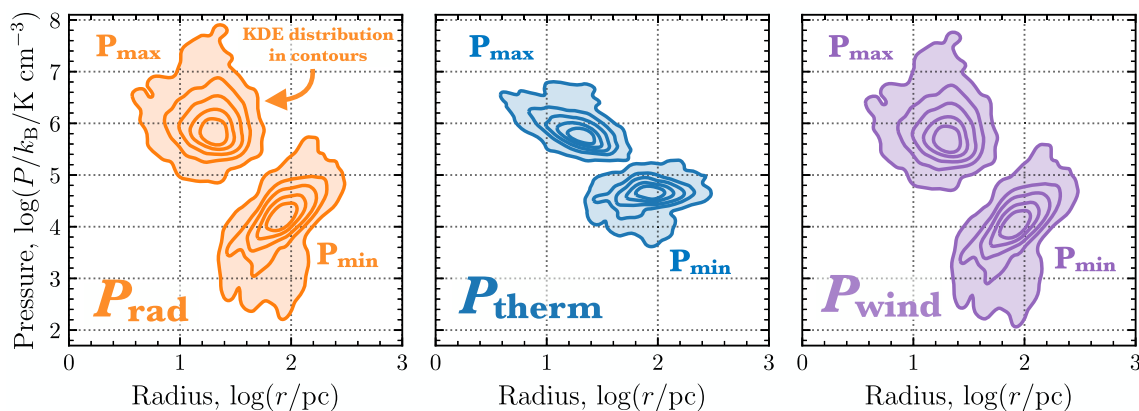 Pressure, log(P/k_B/K cm⁻³)
8
7
6
5
4
3
2
P_max
KDE distribution
in contours
P_min
P_rad
0 1 2 3
Radius, log(r/pc)
P_max
P_min
P_therm
0 1 2 3
Radius, log(r/pc)
P_max
P_min
P_wind
0 1 2 3
Radius, log(r/pc)